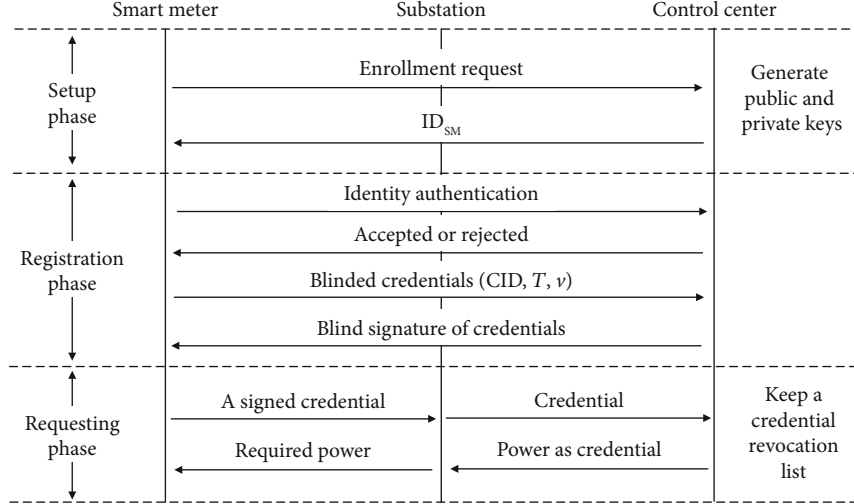 Smart meter
Substation
Control center
Setup
phase
Enrollment request
ID_SM
Generate
public and
private keys
Registration
phase
Identity authentication
Accepted or rejected
Blinded credentials (CID, T, v)
Blind signature of credentials
Requesting
phase
A signed credential
Credential
Required power
Power as credential
Keep a
credential
revocation
list